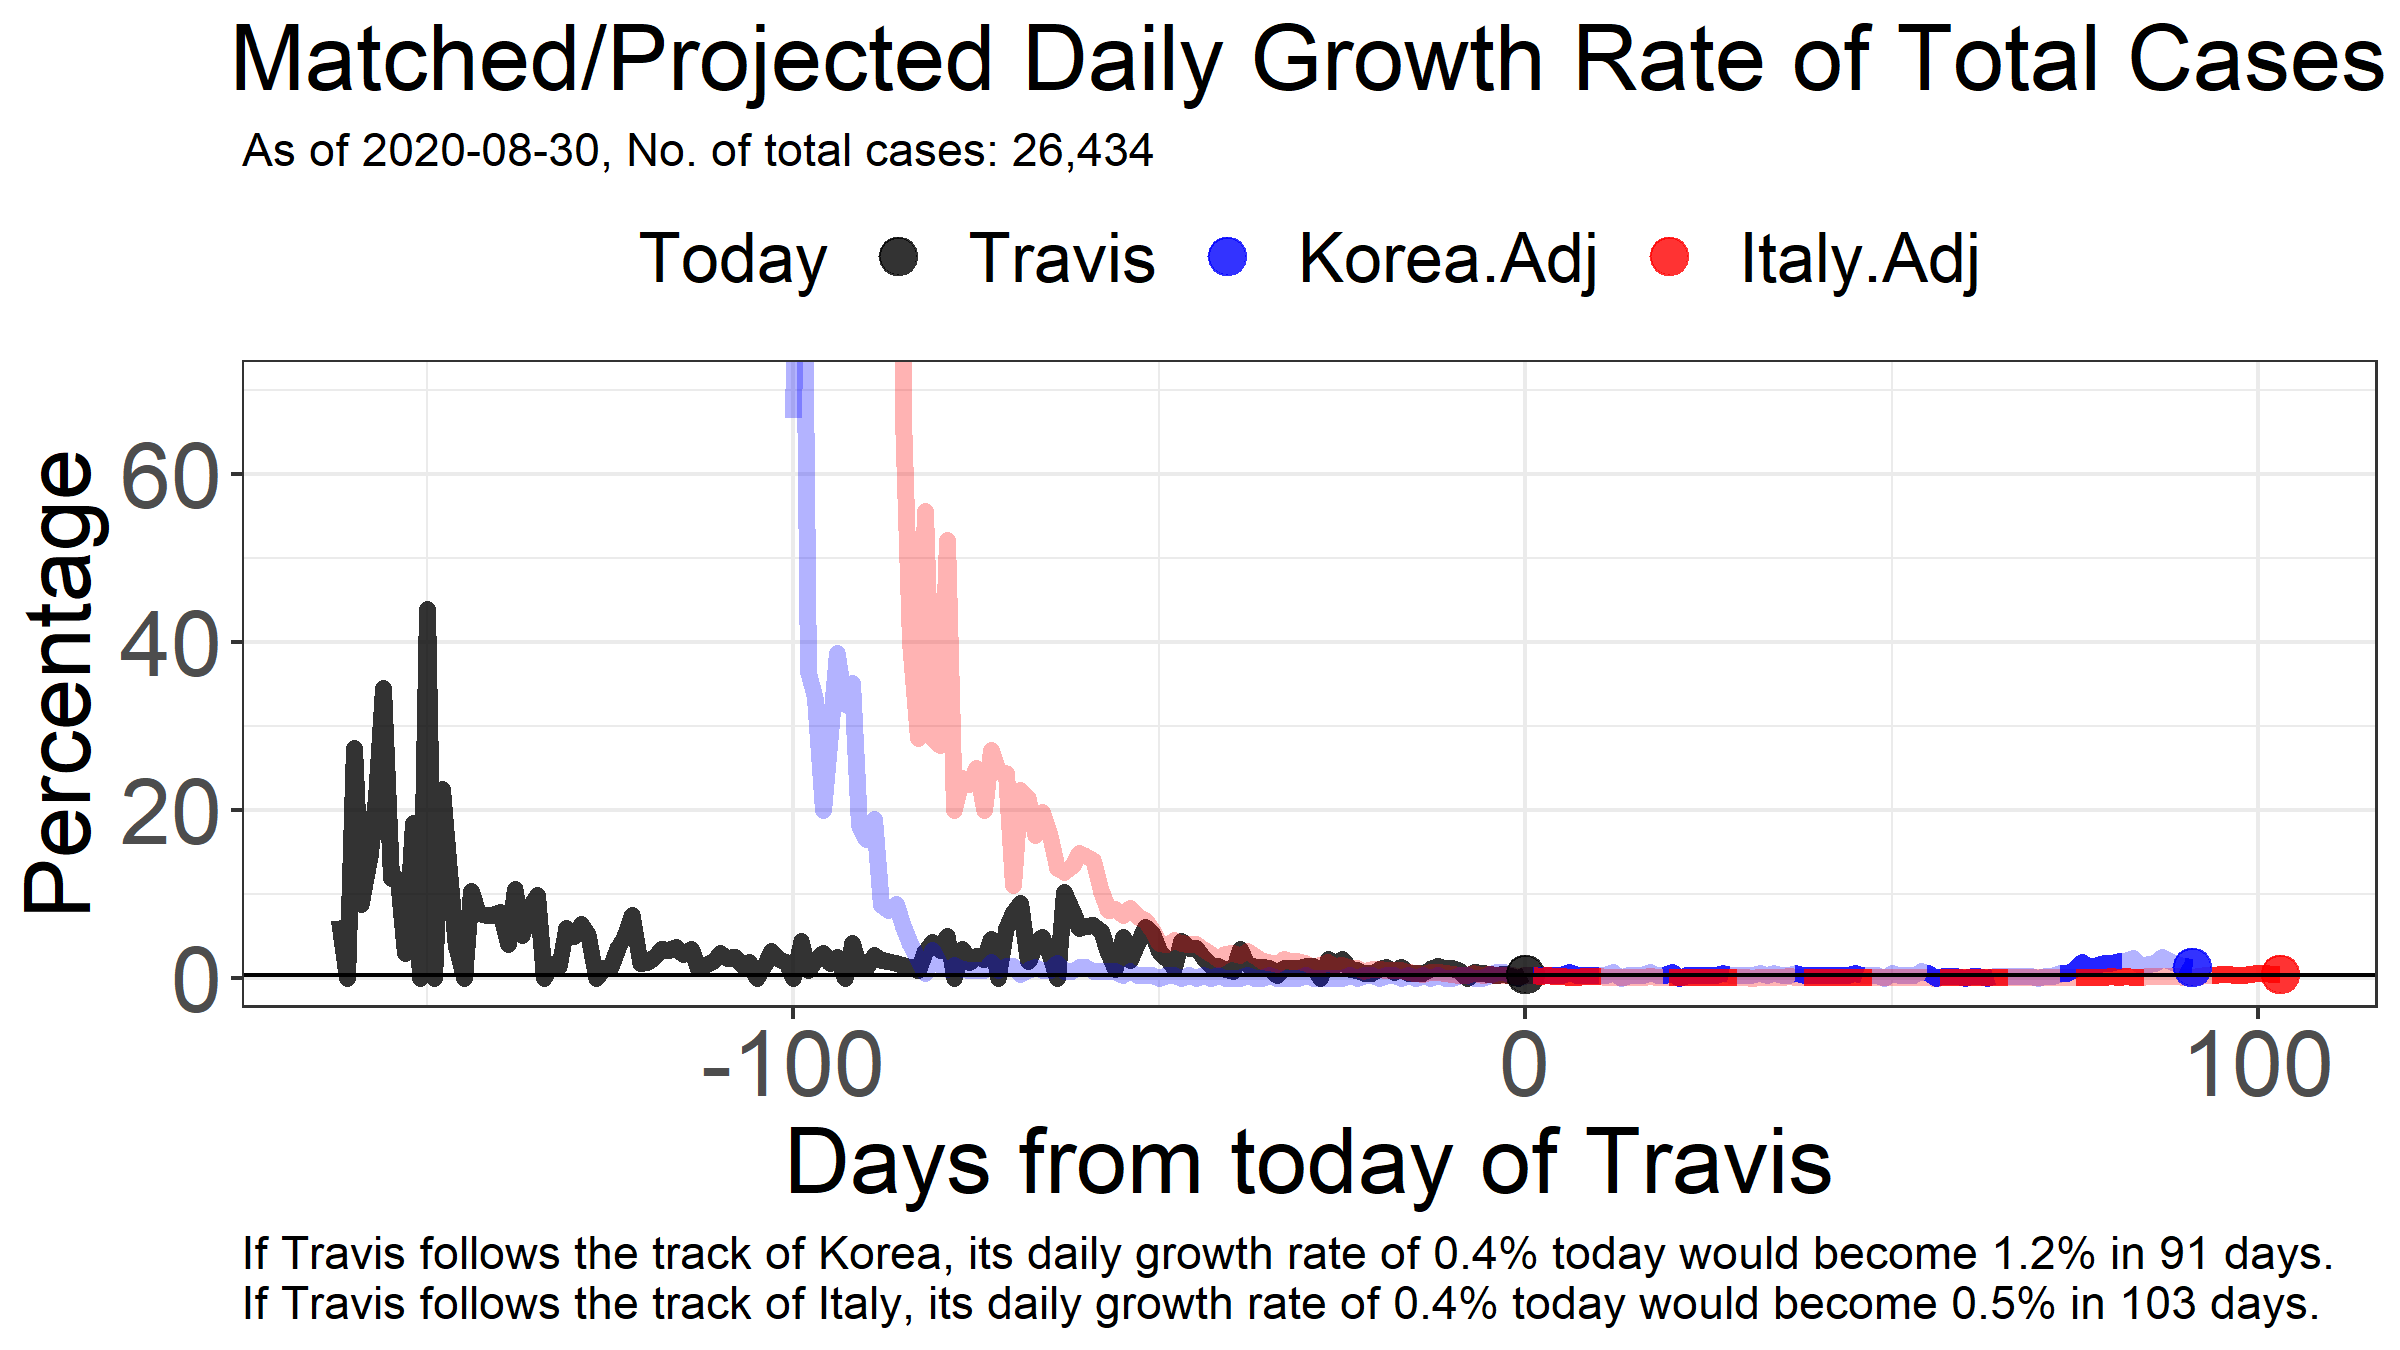 Matched/Projected Daily Growth Rate of Total Cases
As of 2020-08-30, No. of total cases: 26,434
Today Travis Korea.Adj Italy.Adj
Percentage
60
40
20
0
-100 0 100
Days from today of Travis
If Travis follows the track of Korea, its daily growth rate of 0.4% today would become 1.2% in 91 days.
If Travis follows the track of Italy, its daily growth rate of 0.4% today would become 0.5% in 103 days.